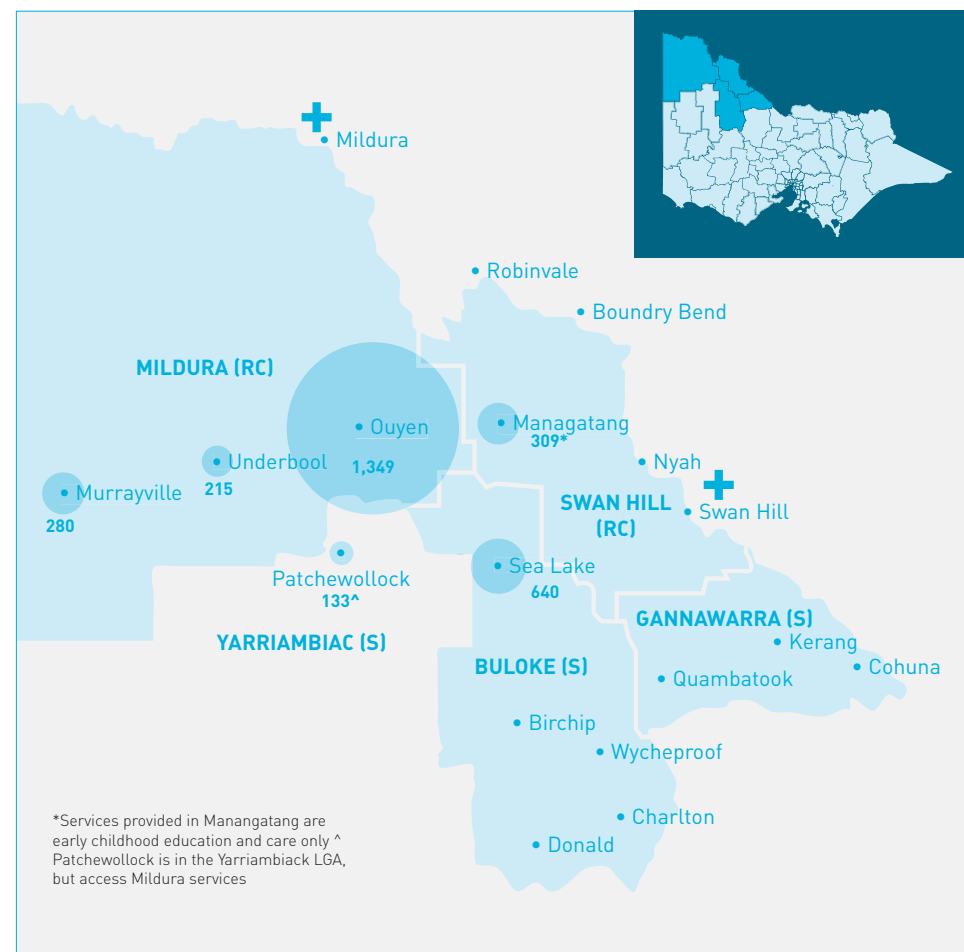 Mildura
Robinvale
Boundry Bend
MILDURA (RC)
Ouyen
1,349
Managatang
309*
Underbool
215
Murrayville
280
Nyah
SWAN HILL
(RC)
Swan Hill
Patchewollock
133^
Sea Lake
640
YARRIAMBIAC (S)
GANNAWARRA (S)
Kerang
BULOKE (S)
Cohuna
Quambatook
Birchip
Wycheproof
Charlton
Donald
*Services provided in Manangatang are
early childhood education and care only ^
Patchewollock is in the Yarriambiack LGA,
but access Mildura services